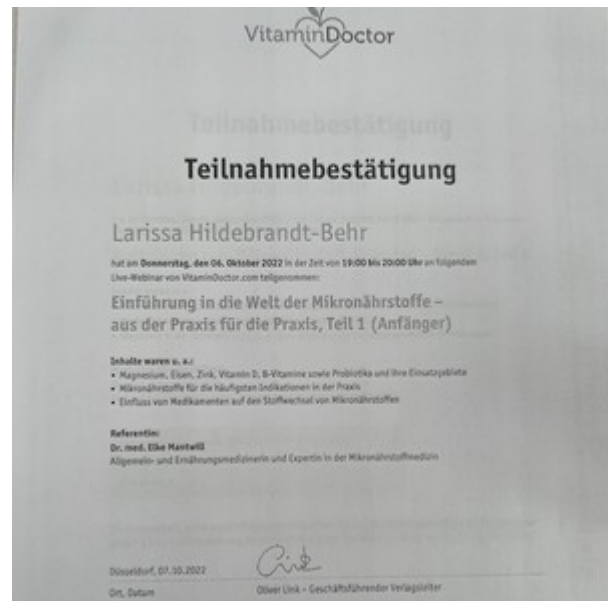 VitaminDoctor
Teilnahmebestätigung
Larissa Hildebrandt-Behr
hat am Donnerstag, den 06. Oktober 2022 in der Zeit von 19:00 bis 20:00 Uhr an folgendem
Live-Webinar von VitaminDoctor.com teilgenommen:
Einführung in die Welt der Mikronährstoffe –
aus der Praxis für die Praxis, Teil 1 (Anfänger)
Inhalte waren u. a.:
• Magnesium, Eisen, Zink, Vitamin D, B-Vitamine sowie Probiotika und ihre Einsatzgebiete
• Mikronährstoffe für die häufigsten Indikationen in der Praxis
• Einfluss von Medikamenten auf den Stoffwechsel von Mikronährstoffen
Referentin:
Dr. med. Elke Mantwill
Allgemein- und Ernährungsmedizinerin und Expertin in der Mikronährstoffmedizin
Düsseldorf, 07.10.2022
Ort, Datum
Oliver Link – Geschäftsführender Verlagsleiter